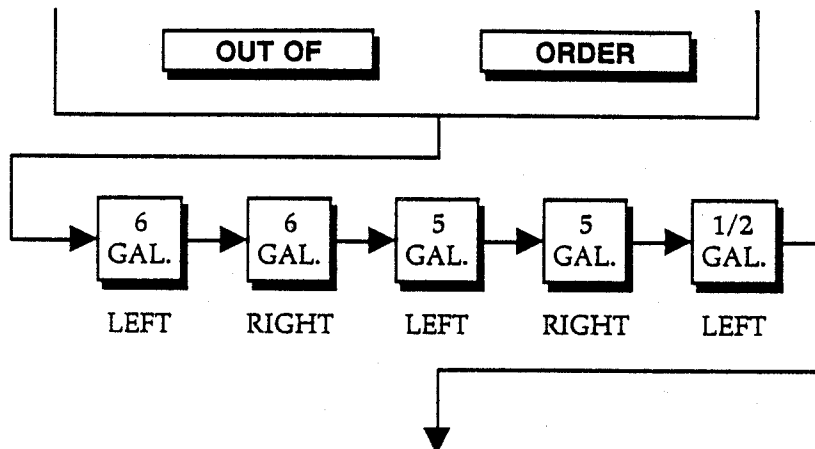 OUT OF ORDER
6 6 5 5 1/2
GAL. GAL. GAL. GAL. GAL.
LEFT RIGHT LEFT RIGHT LEFT